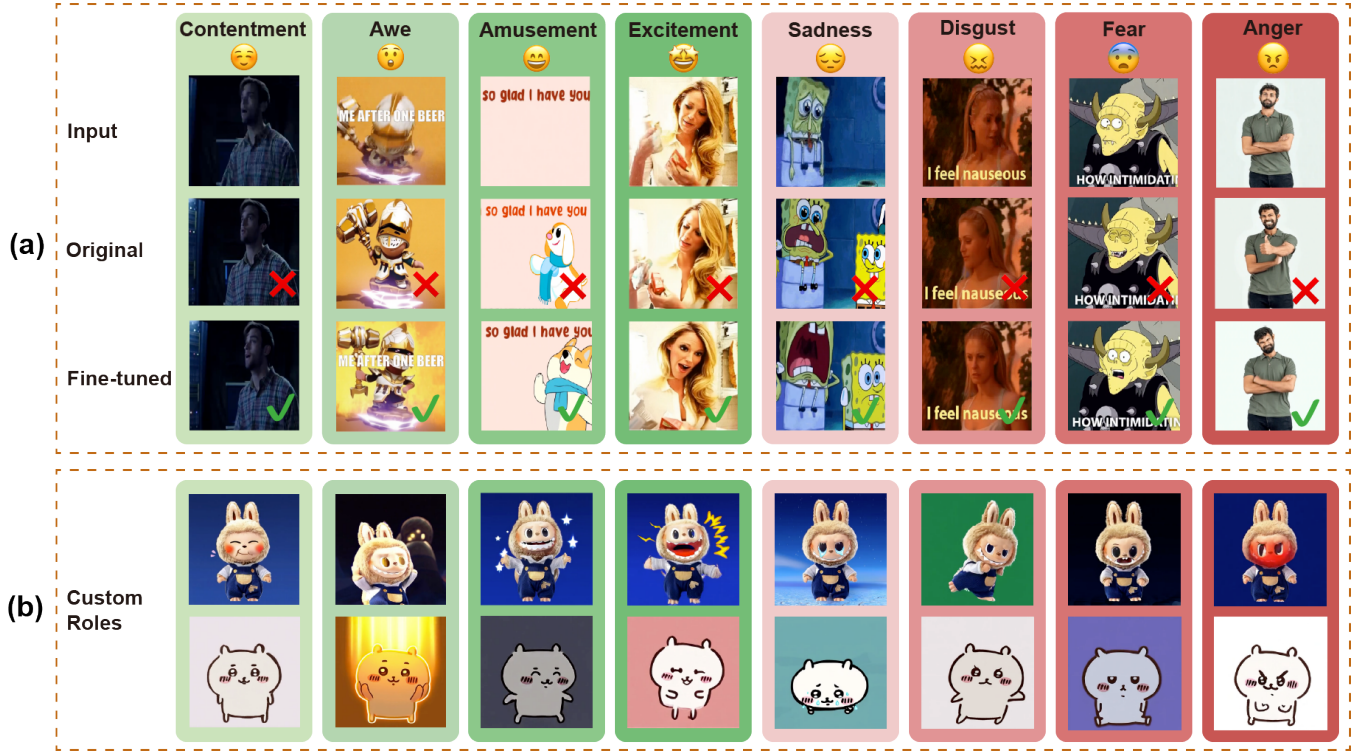 Contentment
Awe
Amusement
Excitement
Sadness
Disgust
Fear
Anger
(a)
Input
ME AFTER ONE BEER
so glad I have you
I feel nauseous
HOW INTIMIDATI
Original
so glad I have you
I feel nauseous
HOW INTIMIDATI
Fine-tuned
ME AFTER ONE BEER
so glad I have you
I feel nauseous
HOW INTIMIDATIN
(b)
Custom
Roles